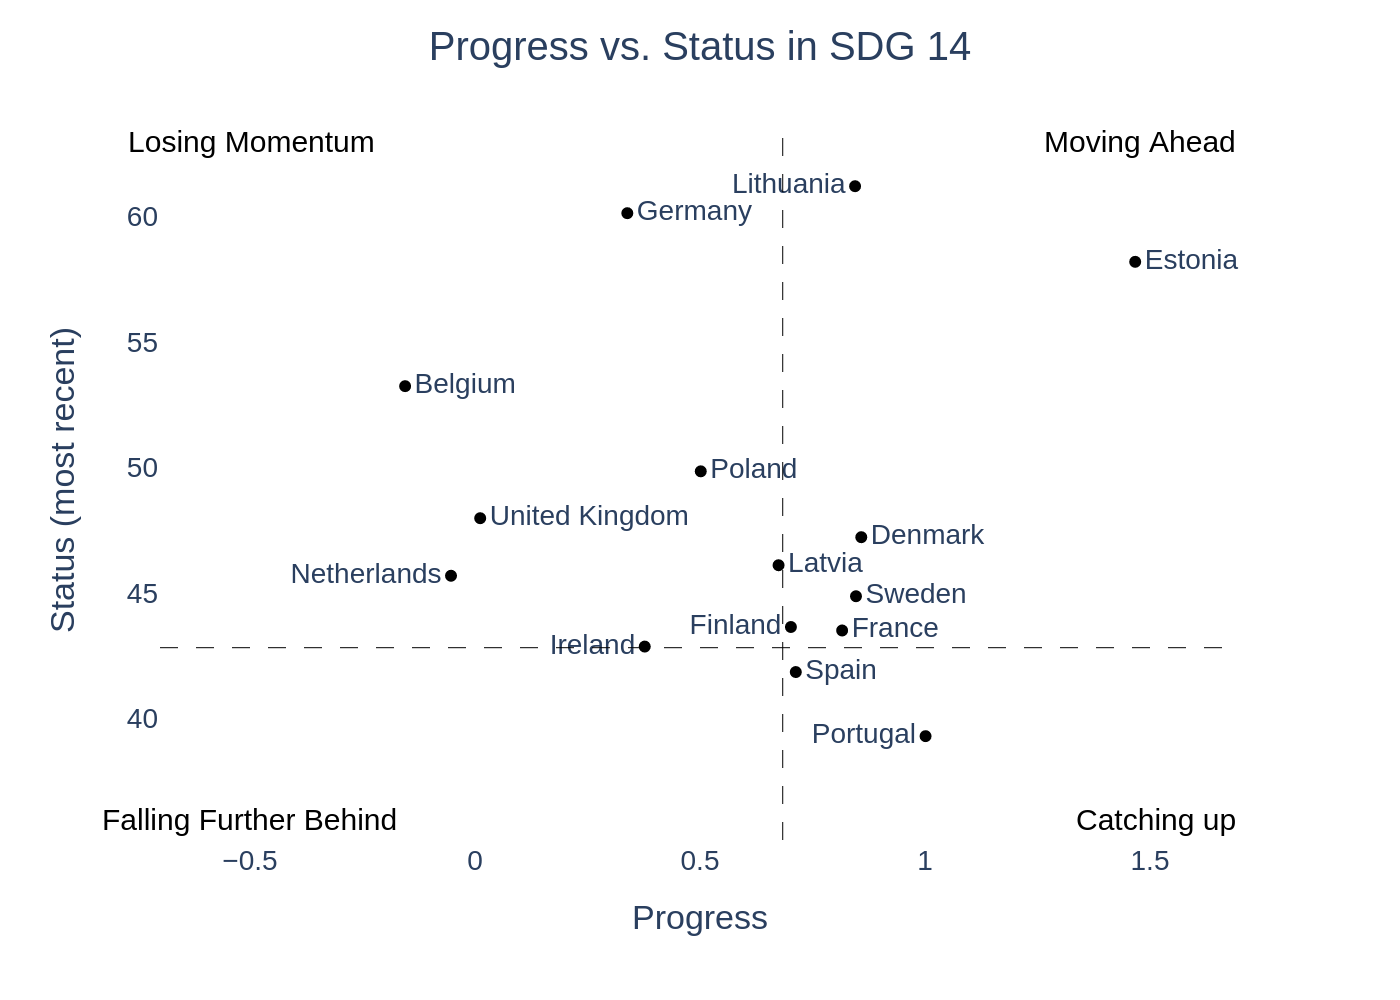 Progress vs. Status in SDG 14
Losing Momentum
Moving Ahead
Lithuania
Germany
60
Estonia
55
Belgium
50
Poland
United Kingdom
Denmark
Latvia
Netherlands
45
Sweden
Finland
France
Ireland
Spain
40
Portugal
Falling Further Behind
Catching up
−0.5
0
0.5
1
1.5
Progress
Status (most recent)